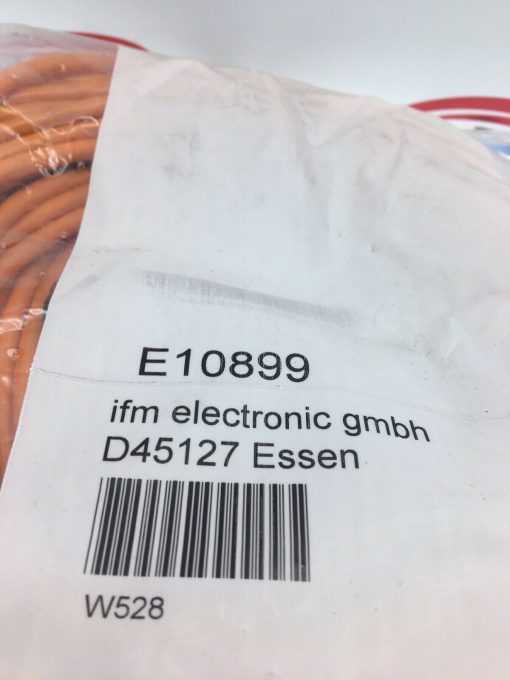 E10899
ifm electronic gmbh
D45127 Essen
W528